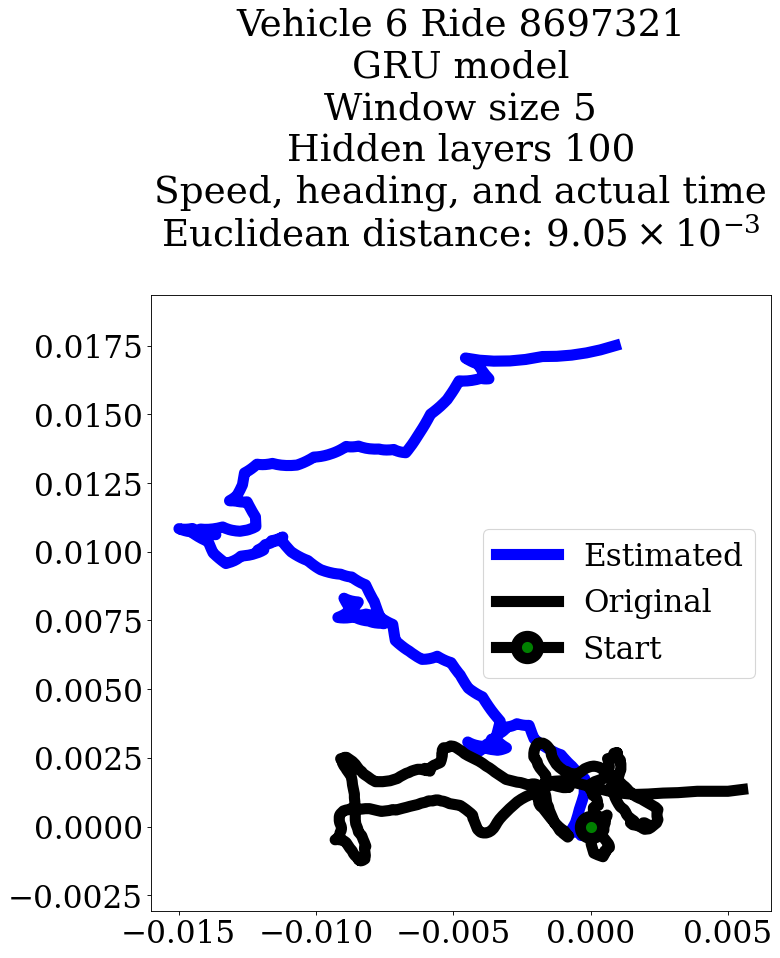 Vehicle 6 Ride 8697321
GRU model
Window size 5
Hidden layers 100
Speed, heading, and actual time
Euclidean distance: 9.05 × 10⁻³
0.0175
0.0150
0.0125
0.0100
0.0075
0.0050
0.0025
0.0000
−0.0025
Estimated
Original
Start
−0.015 −0.010 −0.005 0.000 0.005